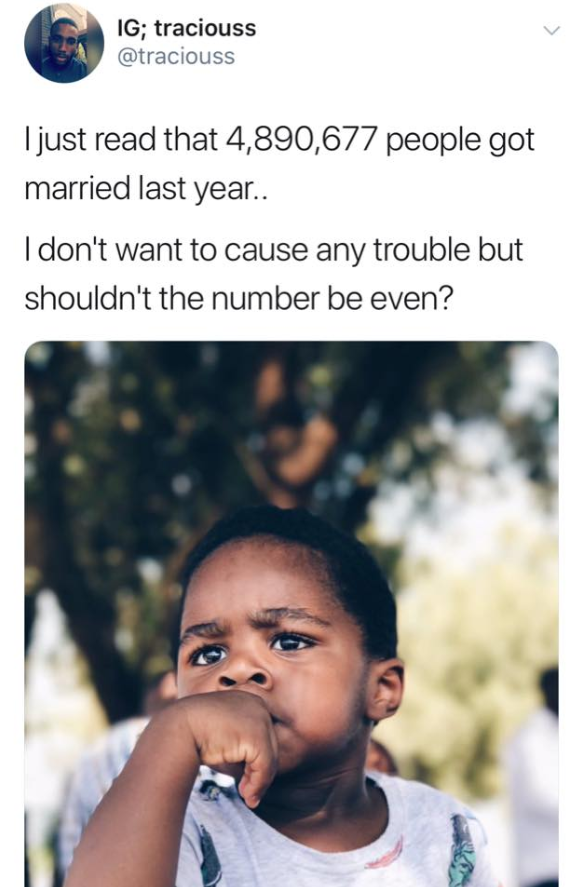 IG; traciouss
@traciouss
I just read that 4,890,677 people got
married last year..
I don't want to cause any trouble but
shouldn't the number be even?